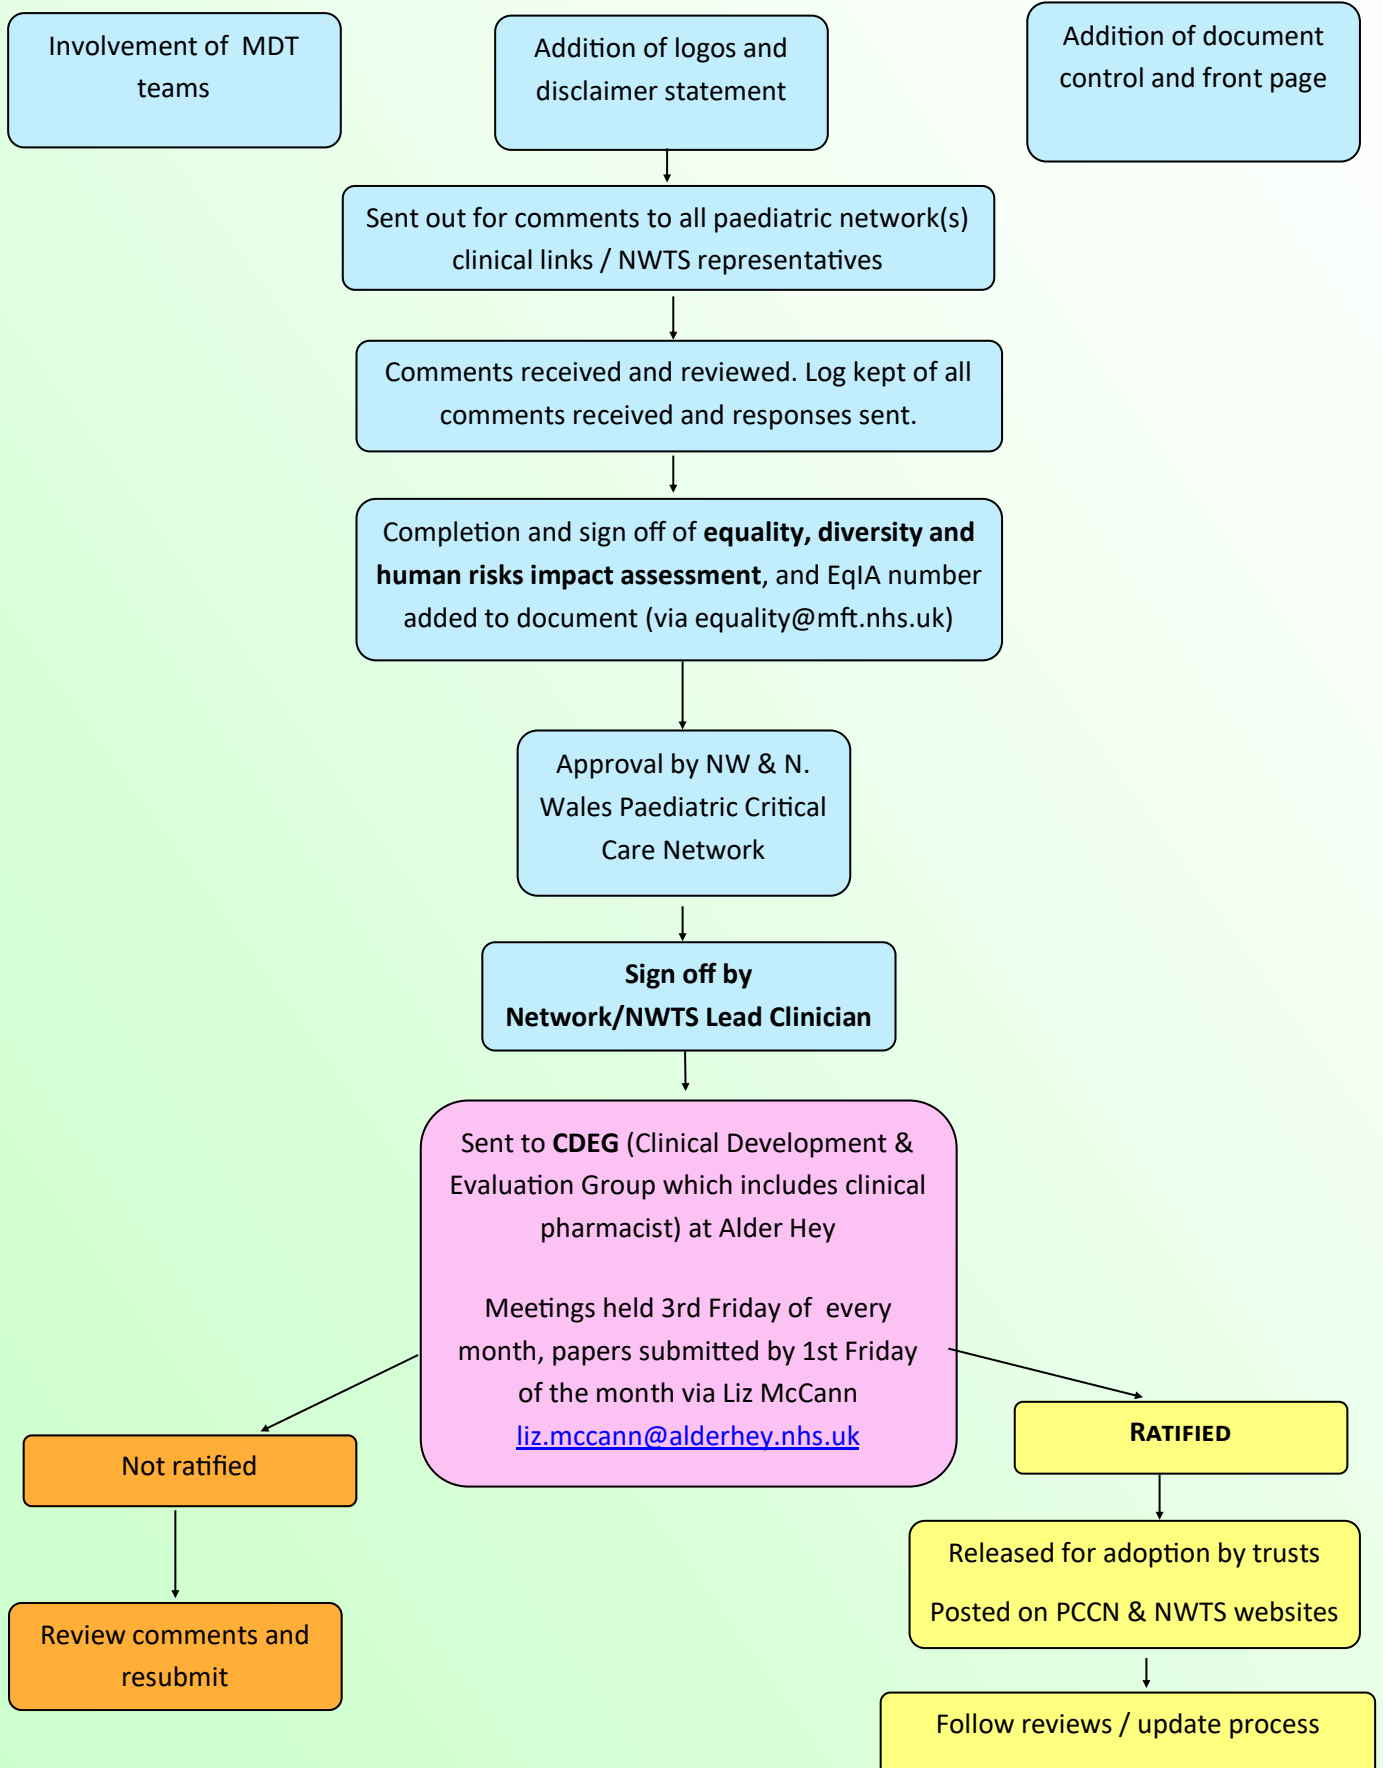 Involvement of MDT
teams
Addition of logos and
disclaimer statement
Addition of document
control and front page
Sent out for comments to all paediatric network(s)
clinical links / NWTS representatives
Comments received and reviewed. Log kept of all
comments received and responses sent.
Completion and sign off of equality, diversity and
human risks impact assessment, and EqIA number
added to document (via equality@mft.nhs.uk)
Approval by NW & N.
Wales Paediatric Critical
Care Network
Sign off by
Network/NWTS Lead Clinician
Sent to CDEG (Clinical Development &
Evaluation Group which includes clinical
pharmacist) at Alder Hey
Meetings held 3rd Friday of every
month, papers submitted by 1st Friday
of the month via Liz McCann
liz.mccann@alderhey.nhs.uk
Not ratified
Review comments and
resubmit
RATIFIED
Released for adoption by trusts
Posted on PCCN & NWTS websites
Follow reviews / update process